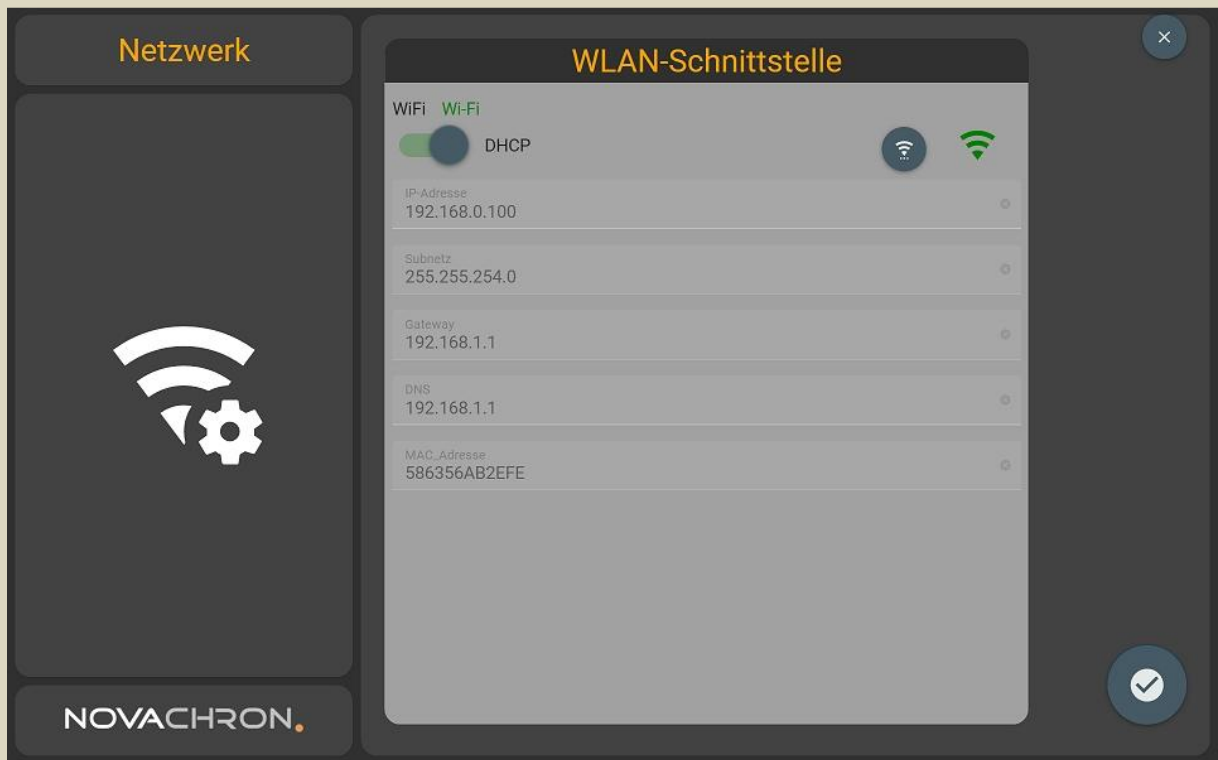 Netzwerk
WLAN-Schnittstelle
WiFi Wi-Fi
DHCP
IP-Adresse
192.168.0.100
Subnetz
255.255.254.0
Gateway
192.168.1.1
DNS
192.168.1.1
MAC_Adresse
586356AB2EFE
NOVACHRON.